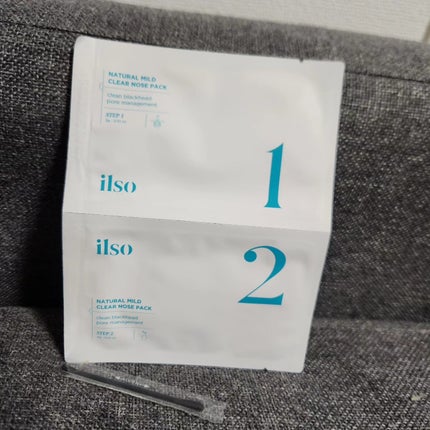 NATURAL MILD
CLEAR NOSE PACK
clean blackhead
pore management
STEP 1
ilso
1
ilso
2
NATURAL MILD
CLEAR NOSE PACK
clean blackhead
pore management
STEP 2